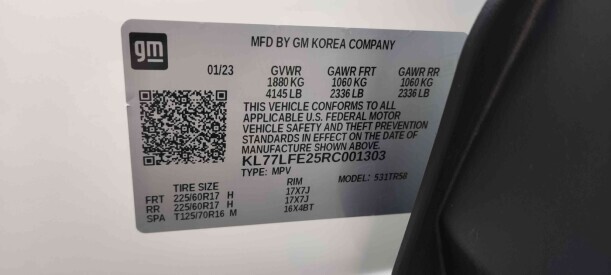 gm
MFD BY GM KOREA COMPANY
01/23 GVWR GAWR FRT GAWR RR
1880 KG 1060 KG 1060 KG
4145 LB 2336 LB 2336 LB
THIS VEHICLE CONFORMS TO ALL
APPLICABLE U.S. FEDERAL MOTOR
VEHICLE SAFETY AND THEFT PREVENTION
STANDARDS IN EFFECT ON THE DATE OF
MANUFACTURE SHOWN ABOVE.
KL77LFE25RC001303
TYPE: MPV MODEL: 531TR58
TIRE SIZE RIM
FRT 225/60R17 H 17X7J
RR 225/60R17 H 17X7J
SPA T125/70R16 M 16X4BT